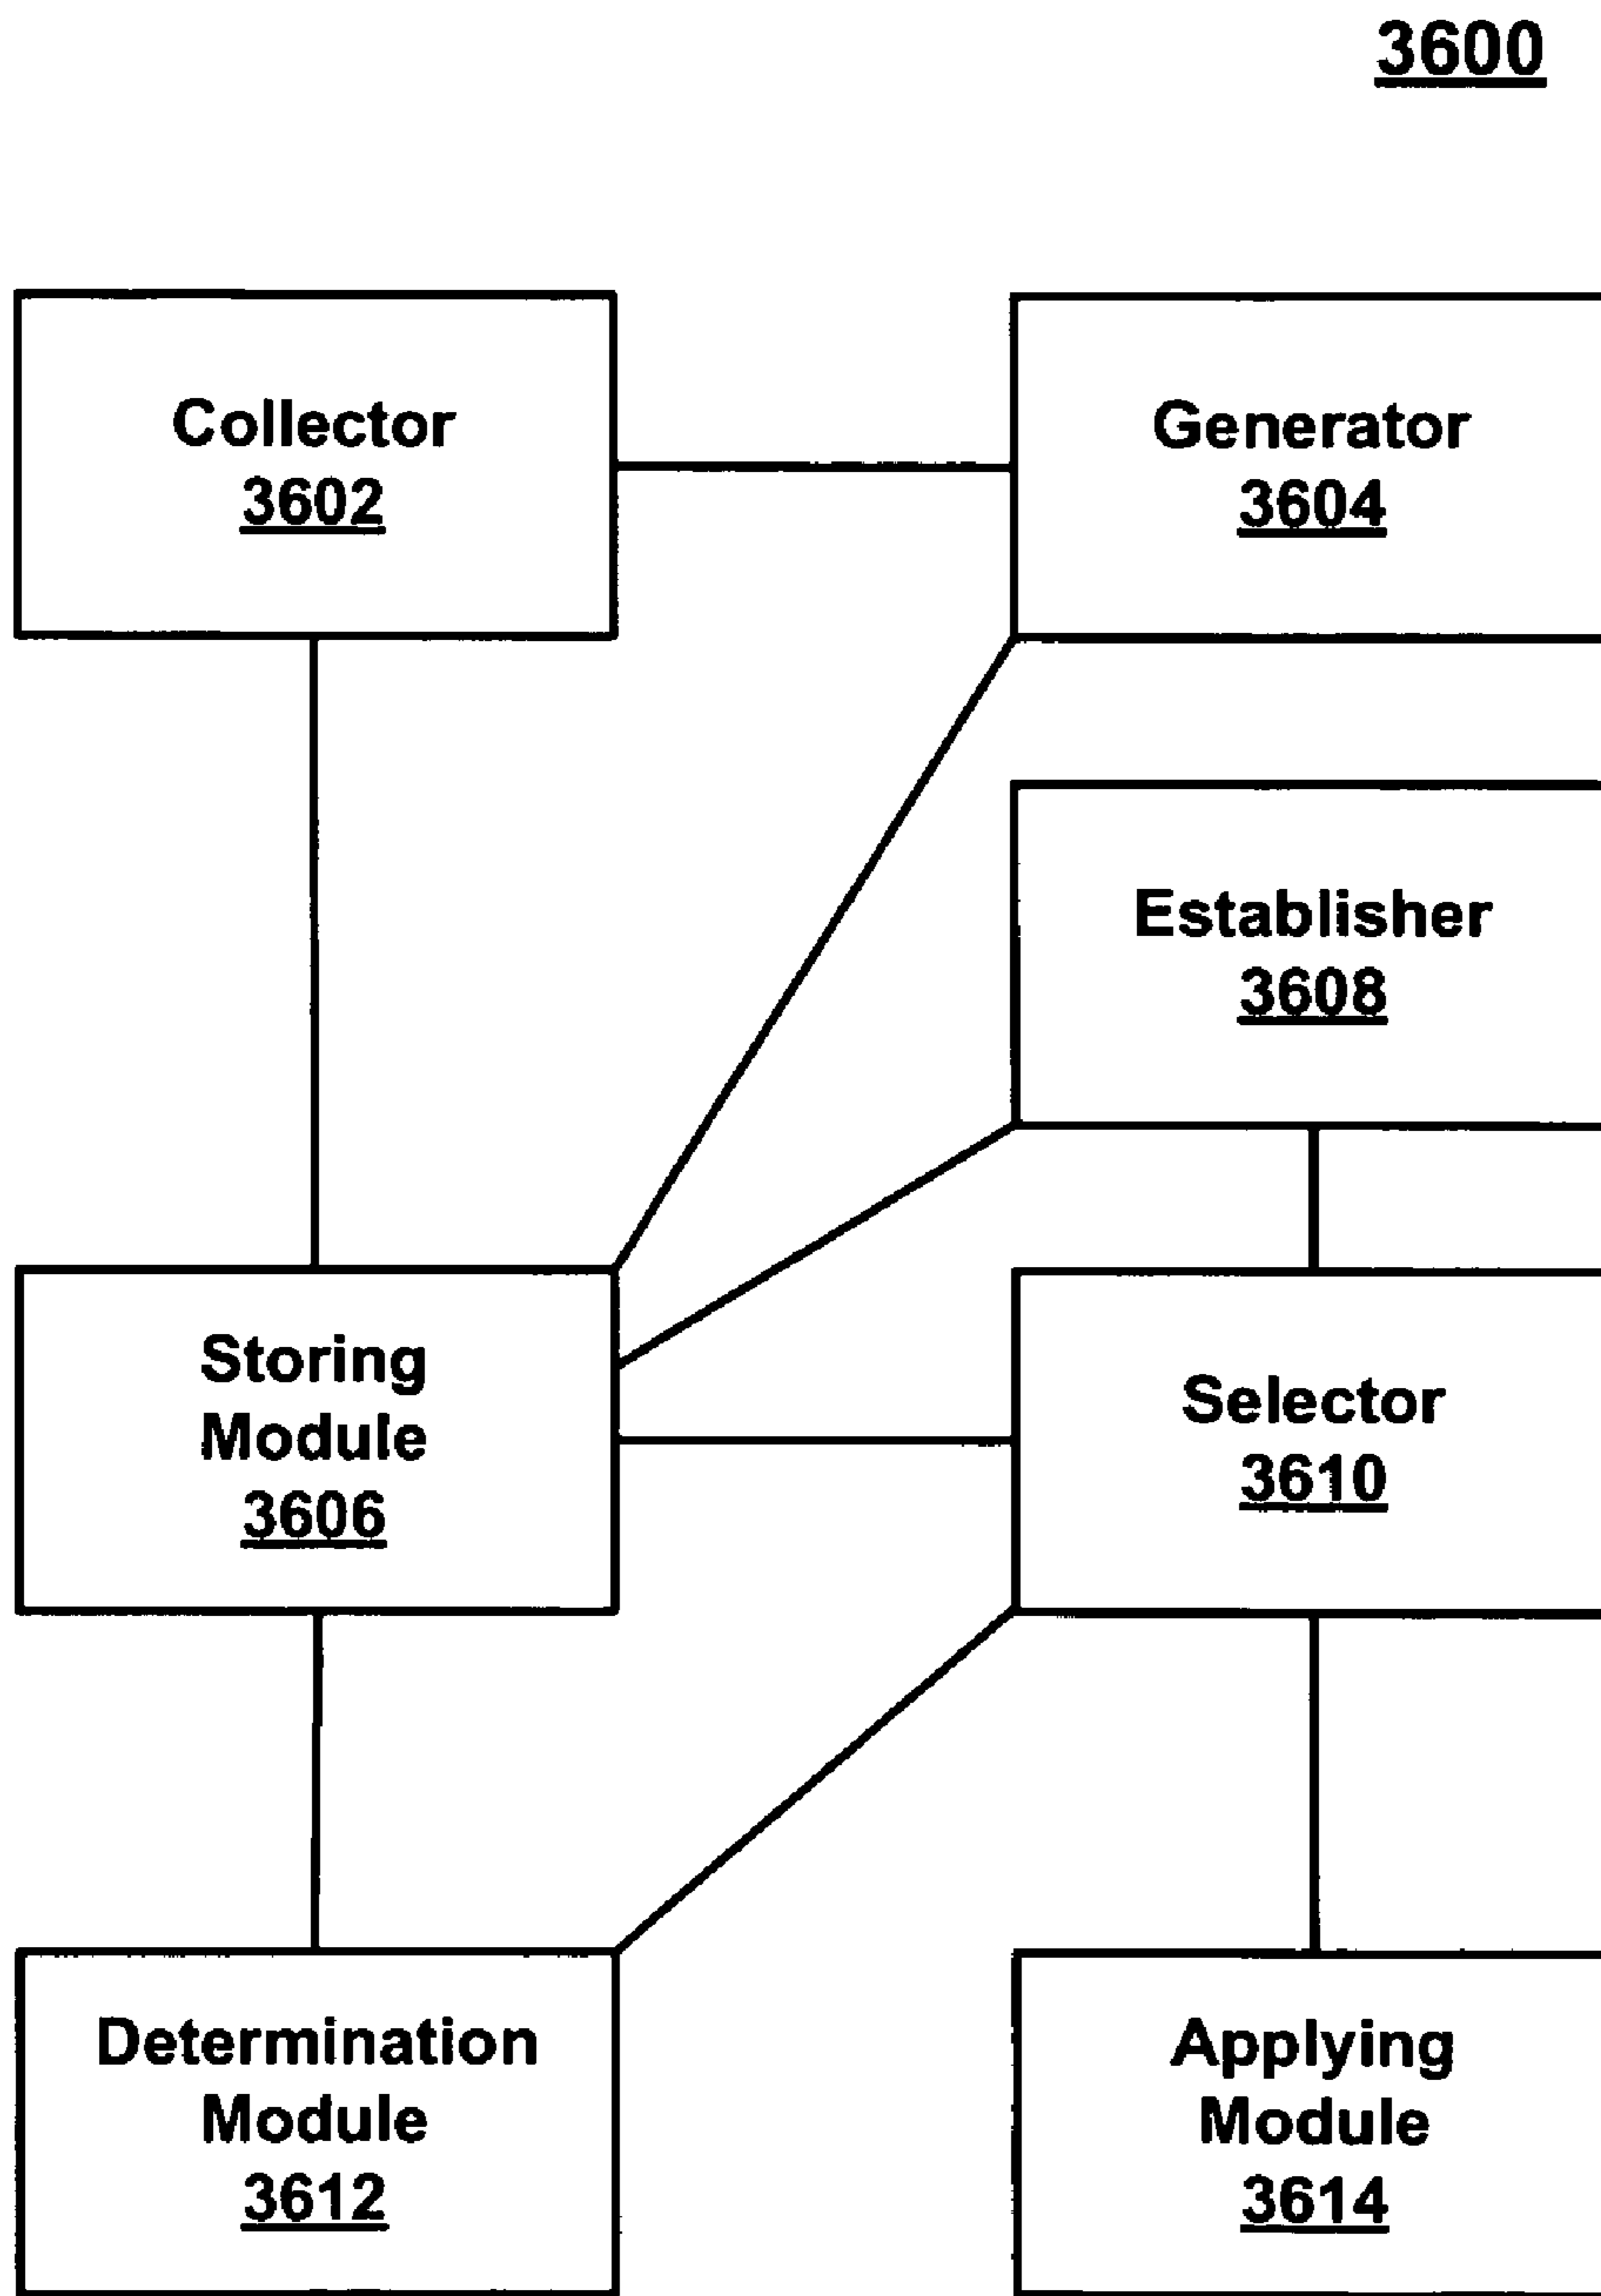 3600
Collector
3602
Generator
3604
Establisher
3608
Storing
Module
3606
Selector
3610
Determination
Module
3612
Applying
Module
3614